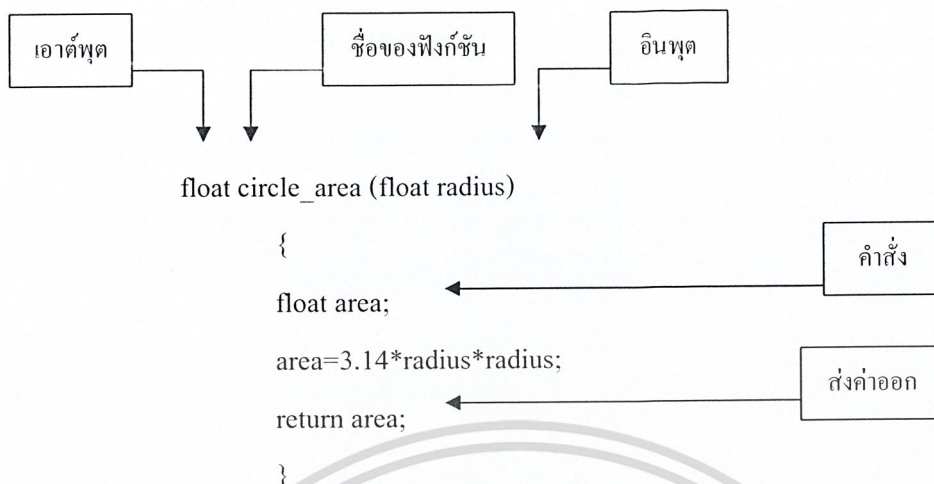 เอาต์พุต
ชื่อของฟังก์ชัน
อินพุต
float circle_area (float radius)
{
คำสั่ง
float area;
area=3.14*radius*radius;
ส่งค่าออก
return area;
}